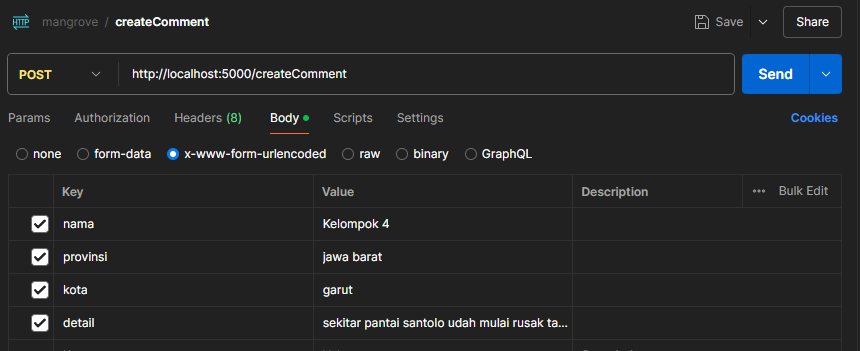 HTTP mangrove / createComment Save Share
POST http://localhost:5000/createComment Send
Params Authorization Headers (8) Body Scripts Settings Cookies
none form-data x-www-form-urlencoded raw binary GraphQL
Key Value Description ••• Bulk Edit
nama Kelompok 4
provinsi jawa barat
kota garut
detail sekitar pantai santolo udah mulai rusak ta...